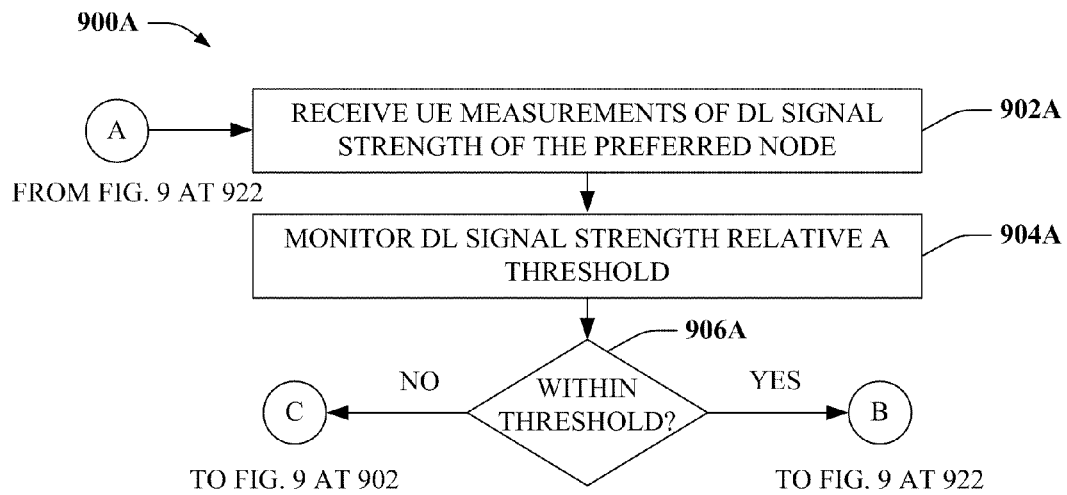 900A
A
RECEIVE UE MEASUREMENTS OF DL SIGNAL
STRENGTH OF THE PREFERRED NODE
902A
FROM FIG. 9 AT 922
MONITOR DL SIGNAL STRENGTH RELATIVE A
THRESHOLD
904A
906A
NO
WITHIN
THRESHOLD?
YES
C
B
TO FIG. 9 AT 902
TO FIG. 9 AT 922